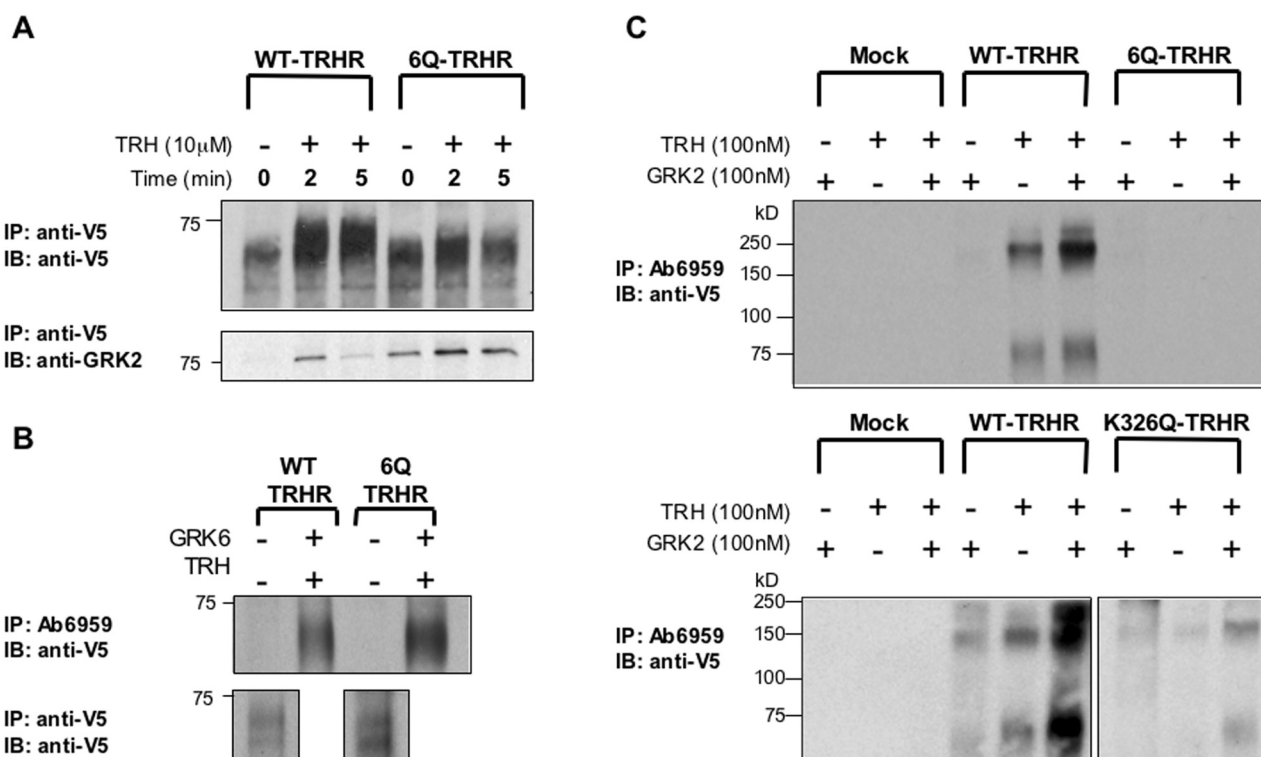 A
WT-TRHR 6Q-TRHR
TRH (10μM) - + + - + +
Time (min) 0 2 5 0 2 5
75
IP: anti-V5
IB: anti-V5
IP: anti-V5
IB: anti-GRK2 75
B
WT 6Q
TRHR TRHR
GRK6 - + - +
TRH - + - +
75
IP: Ab6959
IB: anti-V5
75
IP: anti-V5
IB: anti-V5
C
Mock WT-TRHR 6Q-TRHR
TRH (100nM) - + + - + + - + +
GRK2 (100nM) + - + + - + + - +
kD
250
IP: Ab6959 150
IB: anti-V5
100
75
Mock WT-TRHR K326Q-TRHR
TRH (100nM) - + + - + + - + +
GRK2 (100nM) + - + + - + + - +
kD
250
IP: Ab6959 150
IB: anti-V5
100
75